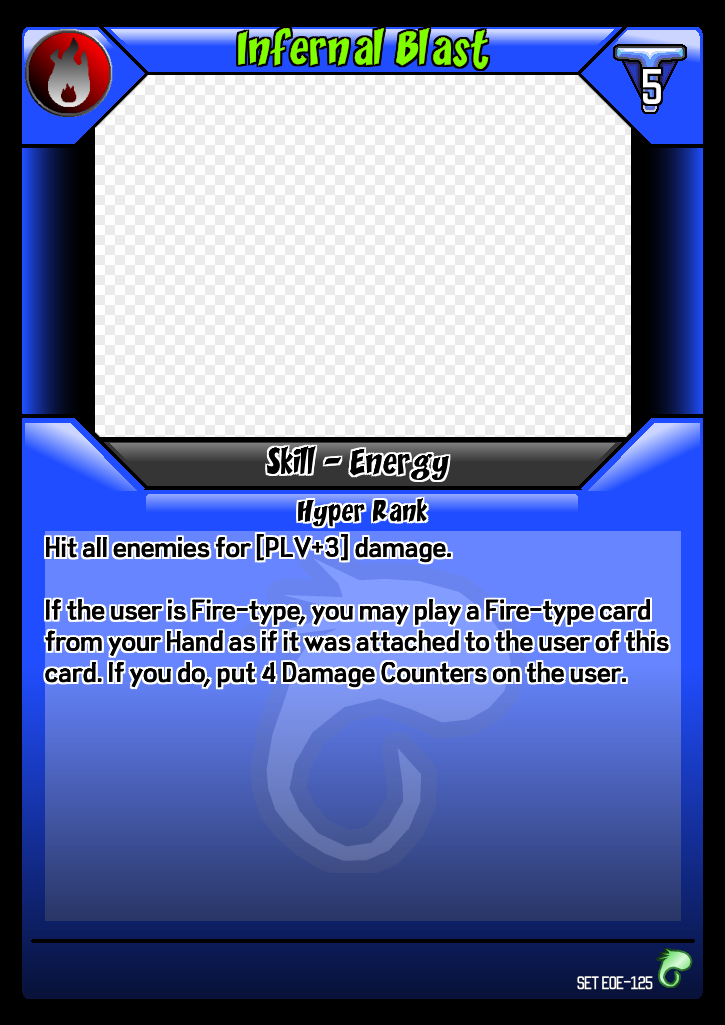 Infernal Blast
5
Skill - Energy
Hyper Rank
Hit all enemies for [PLV+3] damage.
If the user is Fire-type, you may play a Fire-type card
from your Hand as if it was attached to the user of this
card. If you do, put 4 Damage Counters on the user.
SET EOE-125